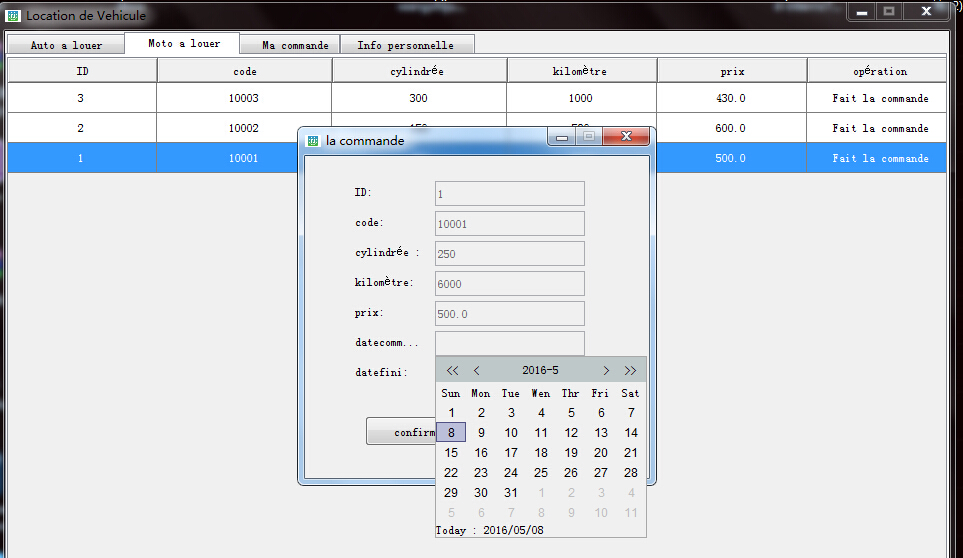 Location de Vehicule
Auto a louer Moto a louer Ma commande Info personnelle
ID code cylindrée kilomètre prix opération
3 10003 300 1000 430.0 Fait la commande
2 10002 600.0 Fait la commande
1 10001 500.0 Fait la commande
la commande
ID: 1
code: 10001
cylindrée : 250
kilomètre: 6000
prix: 500.0
datecomm...
datefini:
confirm
<< < 2016-5 > >>
Sun Mon Tue Wen Thr Fri Sat
1 2 3 4 5 6 7
8 9 10 11 12 13 14
15 16 17 18 19 20 21
22 23 24 25 26 27 28
29 30 31 1 2 3 4
5 6 7 8 9 10 11
Today : 2016/05/08